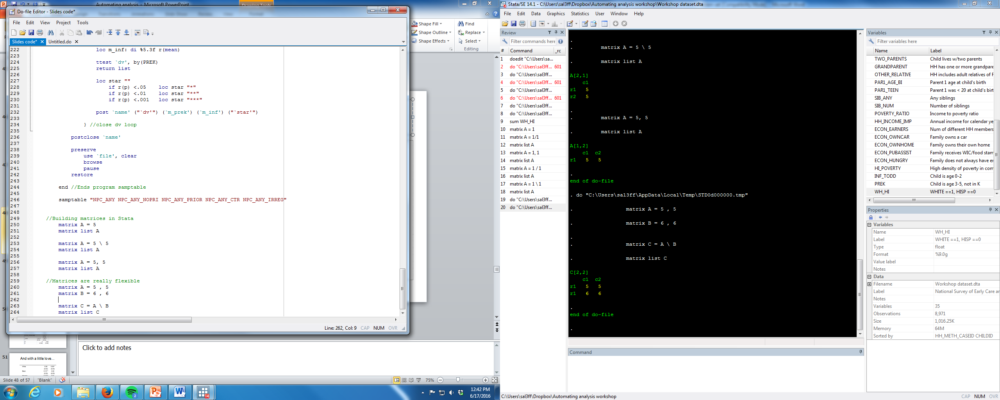 Automating analysis - Microsoft PowerPoint
Drawing Tools
Do-file Editor - Slides code*
File Edit View Project Tools
Slides code* Untitled.do
222 loc m_inf: di %5.3f r(mean)
223
224 ttest `dv', by(PREK)
225 return list
226
227 loc star ""
228 if r(p) <.05 loc star "*"
229 if r(p) <.01 loc star "**"
230 if r(p) <.001 loc star "***"
231
232 post `name' ("`dv'") (`m_prek') (`m_inf') ("`star'")
233
234 } //close dv loop
235
236 postclose `name'
237
238 preserve
239 use `file', clear
240 browse
241 pause
242 restore
243
244 end //Ends program samptable
245
246 samptable "NPC_ANY NPC_ANY_NOPRI NPC_ANY_PRIOR NPC_ANY_CTR NPC_ANY_IRREG"
247
248
249 //Building matrices in Stata
250 matrix A = 5
251 matrix list A
252
253 matrix A = 5 \ 5
254 matrix list A
255
256 matrix A = 5, 5
257 matrix list A
258
259 //Matrices are really flexible
260 matrix A = 5 , 5
261 matrix B = 6 , 6
262
263 matrix C = A \ B
264 matrix list C
Line: 262, Col: 9 CAP NUM OVR
Shape Fill
Shape Outline
Shape Effects
Find
Replace
Select
Editing
Click to add notes
51 And with a little love...
Slide 48 of 57 "Blank" 75%
12:42 PM
6/17/2016
Stata/SE 14.1 - C:\Users\sal3ff\Dropbox\Automating analysis workshop\Workshop dataset.dta
File Edit Data Graphics Statistics User Window Help
Review
Filter commands here
# Command _rc
1 doedit "C:\Users\sa...
2 do "C:\Users\sal3ff... 601
3 do "C:\Users\sal3ff...
4 do "C:\Users\sal3ff... 601
5 do "C:\Users\sal3ff...
6 do "C:\Users\sal3ff... 601
7 do "C:\Users\sal3ff...
8 do "C:\Users\sal3ff...
9 sum WH_HI
10 matrix A = 1
11 matrix A = 1/1
12 matrix list A
13 matrix A = 1, 1
14 matrix list A
15 matrix A = 1 / 1
16 matrix list A
17 matrix A = 1 \ 1
18 matrix list A
19 do "C:\Users\sal3ff...
20 do "C:\Users\sal3ff...
.
. matrix A = 5 \ 5
. matrix list A
A[2,1]
c1
r1 5
r2 5
.
. matrix A = 5, 5
. matrix list A
A[1,2]
c1 c2
r1 5 5
.
end of do-file
. do "C:\Users\sal3ff\AppData\Local\Temp\STD0d000000.tmp"
. matrix A = 5 , 5
. matrix B = 6 , 6
.
. matrix C = A \ B
. matrix list C
C[2,2]
c1 c2
r1 5 5
r1 6 6
.
end of do-file
.
Command
Variables
Filter variables here
Name Label
TWO_PARENTS Child lives w/two parents
GRANDPARENT HH has one or more grandpare
OTHER_RELATIVE HH includes adult relatives of F
PAR1_AGE_BI Parent 1 age at child's birth
PAR1_TEEN Parent 1 was < 20 at child's birt
SIB_ANY Any siblings
SIB_NUM Number of siblings
POVERTY_RATIO Income to poverty ratio
HH_INCOME_IMP Annual income for calendar ye
ECON_EARNERS Num of different HH members
ECON_OWNCAR Family owns a car
ECON_OWNHOME Family owns their own home
ECON_PUBASSIST Family receives WIC/food stam
ECON_HUNGRY Family does not always have er
HI_POVERTY High density of poverty in com
INF_TODD Child is age 0-2
PREK Child is age 3-5, not in K
WH_HI WHITE ==1, HISP ==0
Properties
Variables
Name WH_HI
Label WHITE ==1, HISP ==0
Type float
Format %9.0g
Value label
Notes
Data
Filename Workshop dataset.dta
Label National Survey of Early Care ar
Notes
Variables 35
Observations 8,971
Size 1,016.25K
Memory 64M
Sorted by HH_METH_CASEID CHILDID
C:\Users\sal3ff\Dropbox\Automating analysis workshop
CAP NUM OVR